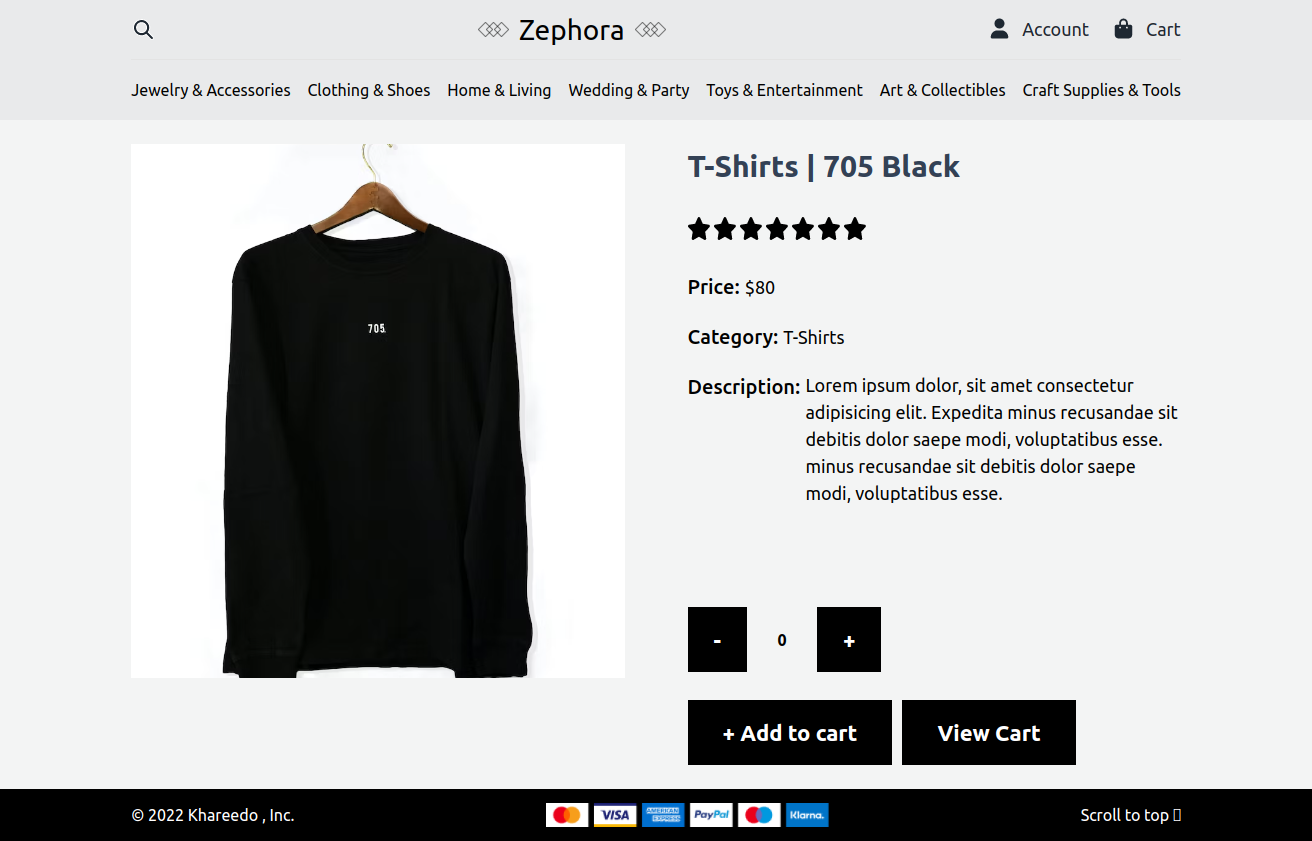 Zephora
Account
Cart
Jewelry & Accessories
Clothing & Shoes
Home & Living
Wedding & Party
Toys & Entertainment
Art & Collectibles
Craft Supplies & Tools
705
T-Shirts | 705 Black
Price: $80
Category: T-Shirts
Description: Lorem ipsum dolor, sit amet consectetur
adipisicing elit. Expedita minus recusandae sit
debitis dolor saepe modi, voluptatibus esse.
minus recusandae sit debitis dolor saepe
modi, voluptatibus esse.
- 0 +
+ Add to cart
View Cart
© 2022 Khareedo , Inc.
VISA
AMERICAN
EXPRESS
PayPal
Klarna.
Scroll to top